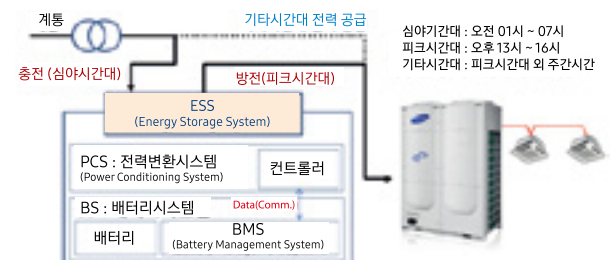 계통
기타시간대 전력 공급
심야기간대 : 오전 01시 ~ 07시
피크시간대 : 오후 13시 ~ 16시
기타시간대 : 피크시간대 외 주간시간
충전 (심야시간대)
방전(피크시간대)
ESS
(Energy Storage System)
PCS : 전력변환시스템
(Power Conditioning System)
컨트롤러
BS : 배터리시스템
Data(Comm.)
배터리
BMS
(Battery Management System)